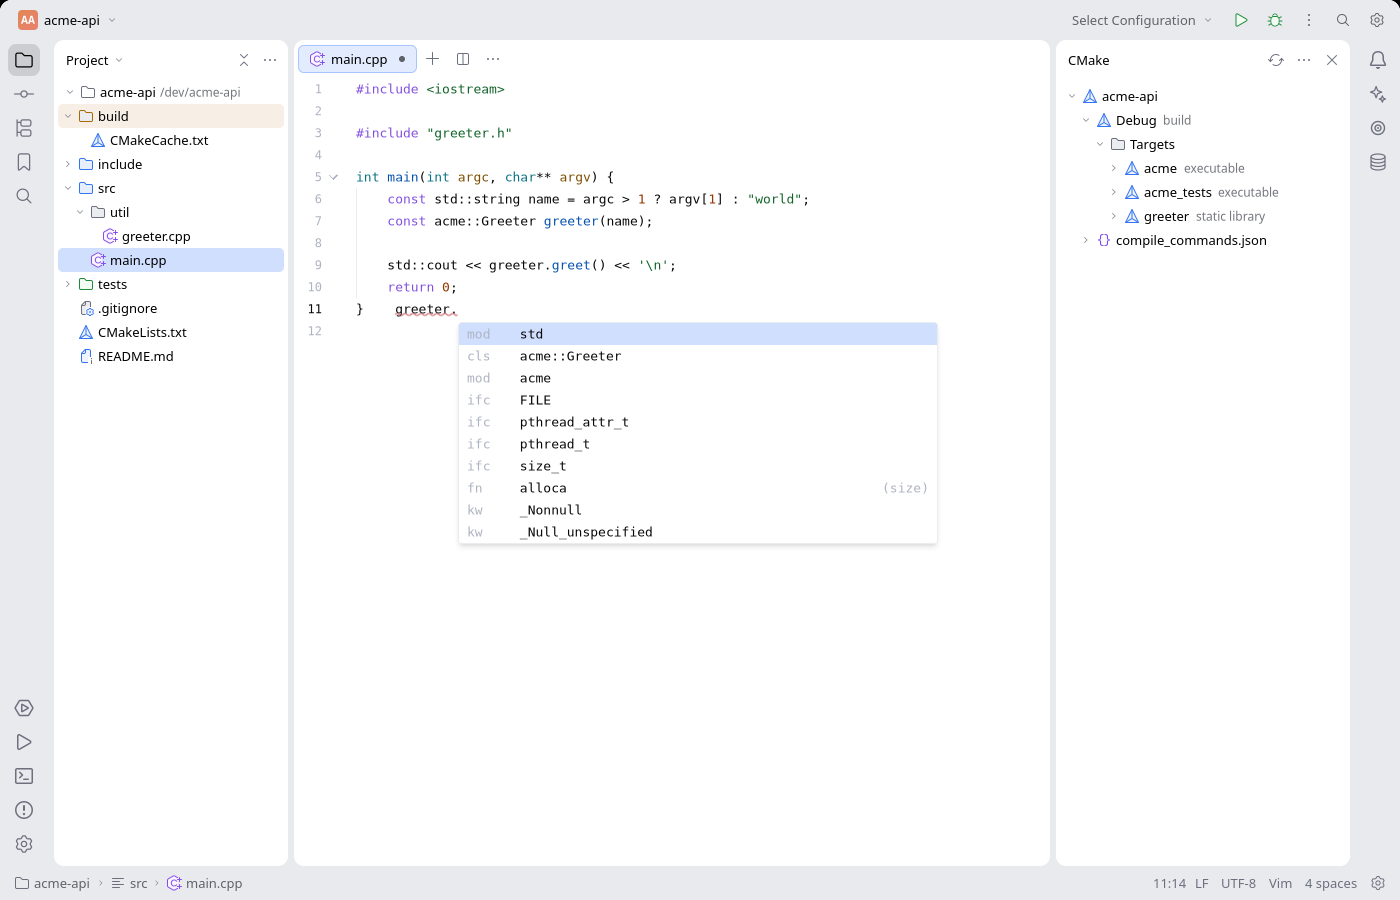 AA acme-api
Select Configuration
Project
acme-api /dev/acme-api
build
CMakeCache.txt
include
src
util
greeter.cpp
main.cpp
tests
.gitignore
CMakeLists.txt
README.md
main.cpp
1 #include <iostream>
2
3 #include "greeter.h"
4
5 int main(int argc, char** argv) {
6 const std::string name = argc > 1 ? argv[1] : "world";
7 const acme::Greeter greeter(name);
8
9 std::cout << greeter.greet() << '\n';
10 return 0;
11 } greeter.
12
mod std
cls acme::Greeter
mod acme
ifc FILE
ifc pthread_attr_t
ifc pthread_t
ifc size_t
fn alloca (size)
kw _Nonnull
kw _Null_unspecified
CMake
acme-api
Debug build
Targets
acme executable
acme_tests executable
greeter static library
{} compile_commands.json
acme-api › src › main.cpp
11:14 LF UTF-8 Vim 4 spaces